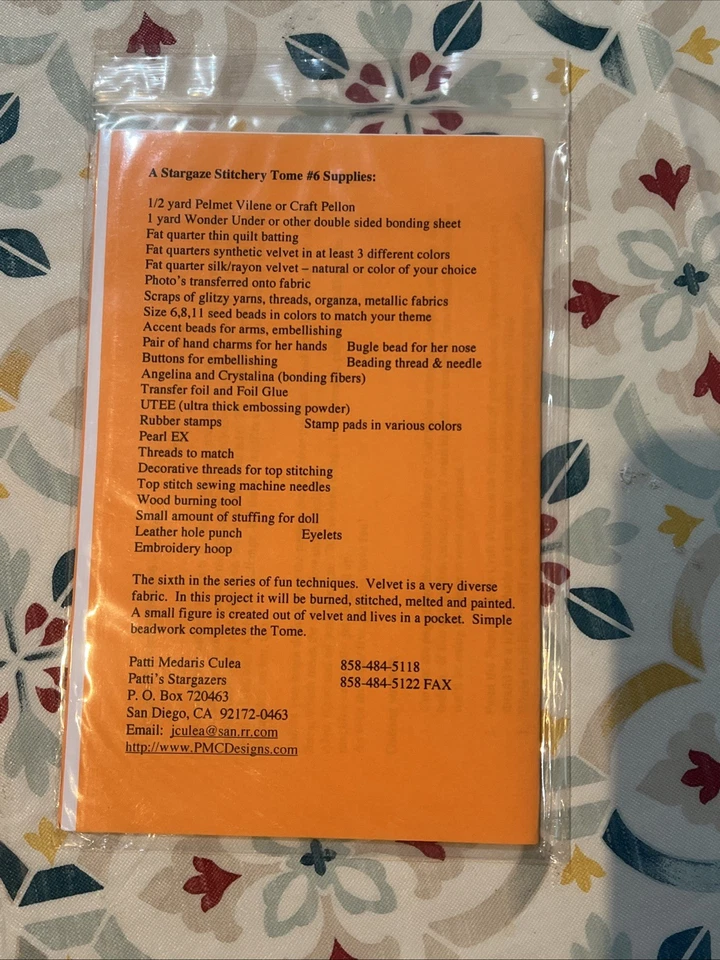 A Stargaze Stitchery Tome #6 Supplies:
1/2 yard Pelmet Vilene or Craft Pellon
1 yard Wonder Under or other double sided bonding sheet
Fat quarter thin quilt batting
Fat quarters synthetic velvet in at least 3 different colors
Fat quarter silk/rayon velvet – natural or color of your choice
Photo's transferred onto fabric
Scraps of glitzy yarns, threads, organza, metallic fabrics
Size 6,8,11 seed beads in colors to match your theme
Accent beads for arms, embellishing
Pair of hand charms for her hands Bugle bead for her nose
Buttons for embellishing Beading thread & needle
Angelina and Crystalina (bonding fibers)
Transfer foil and Foil Glue
UTEE (ultra thick embossing powder)
Rubber stamps Stamp pads in various colors
Pearl EX
Threads to match
Decorative threads for top stitching
Top stitch sewing machine needles
Wood burning tool
Small amount of stuffing for doll
Leather hole punch Eyelets
Embroidery hoop
The sixth in the series of fun techniques. Velvet is a very diverse
fabric. In this project it will be burned, stitched, melted and painted.
A small figure is created out of velvet and lives in a pocket. Simple
beadwork completes the Tome.
Patti Medaris Culea 858-484-5118
Patti's Stargazers 858-484-5122 FAX
P. O. Box 720463
San Diego, CA 92172-0463
Email: jculea@san.rr.com
http://www.PMCDesigns.com